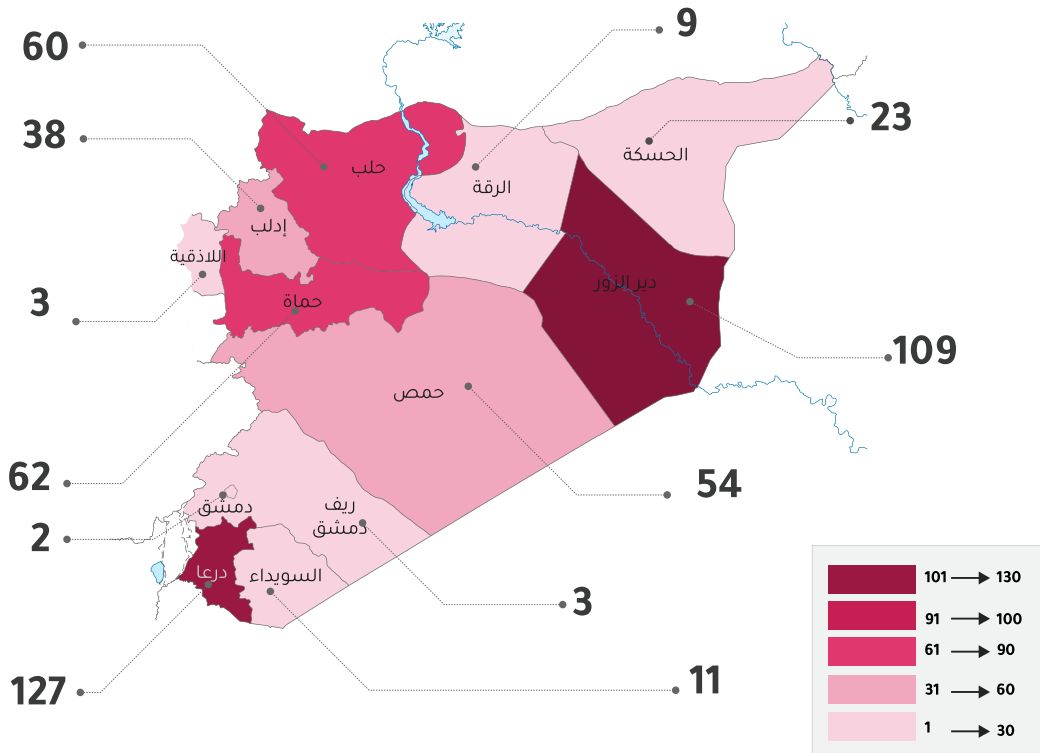 60
9
38
23
حلب
الحسكة
الرقة
إدلب
اللاذقية
3
حماة
دير الزور
109
حمص
62
54
دمشق
ريف
دمشق
2
درعا
السويداء
3
127
11
101 → 130
91 → 100
61 → 90
31 → 60
1 → 30